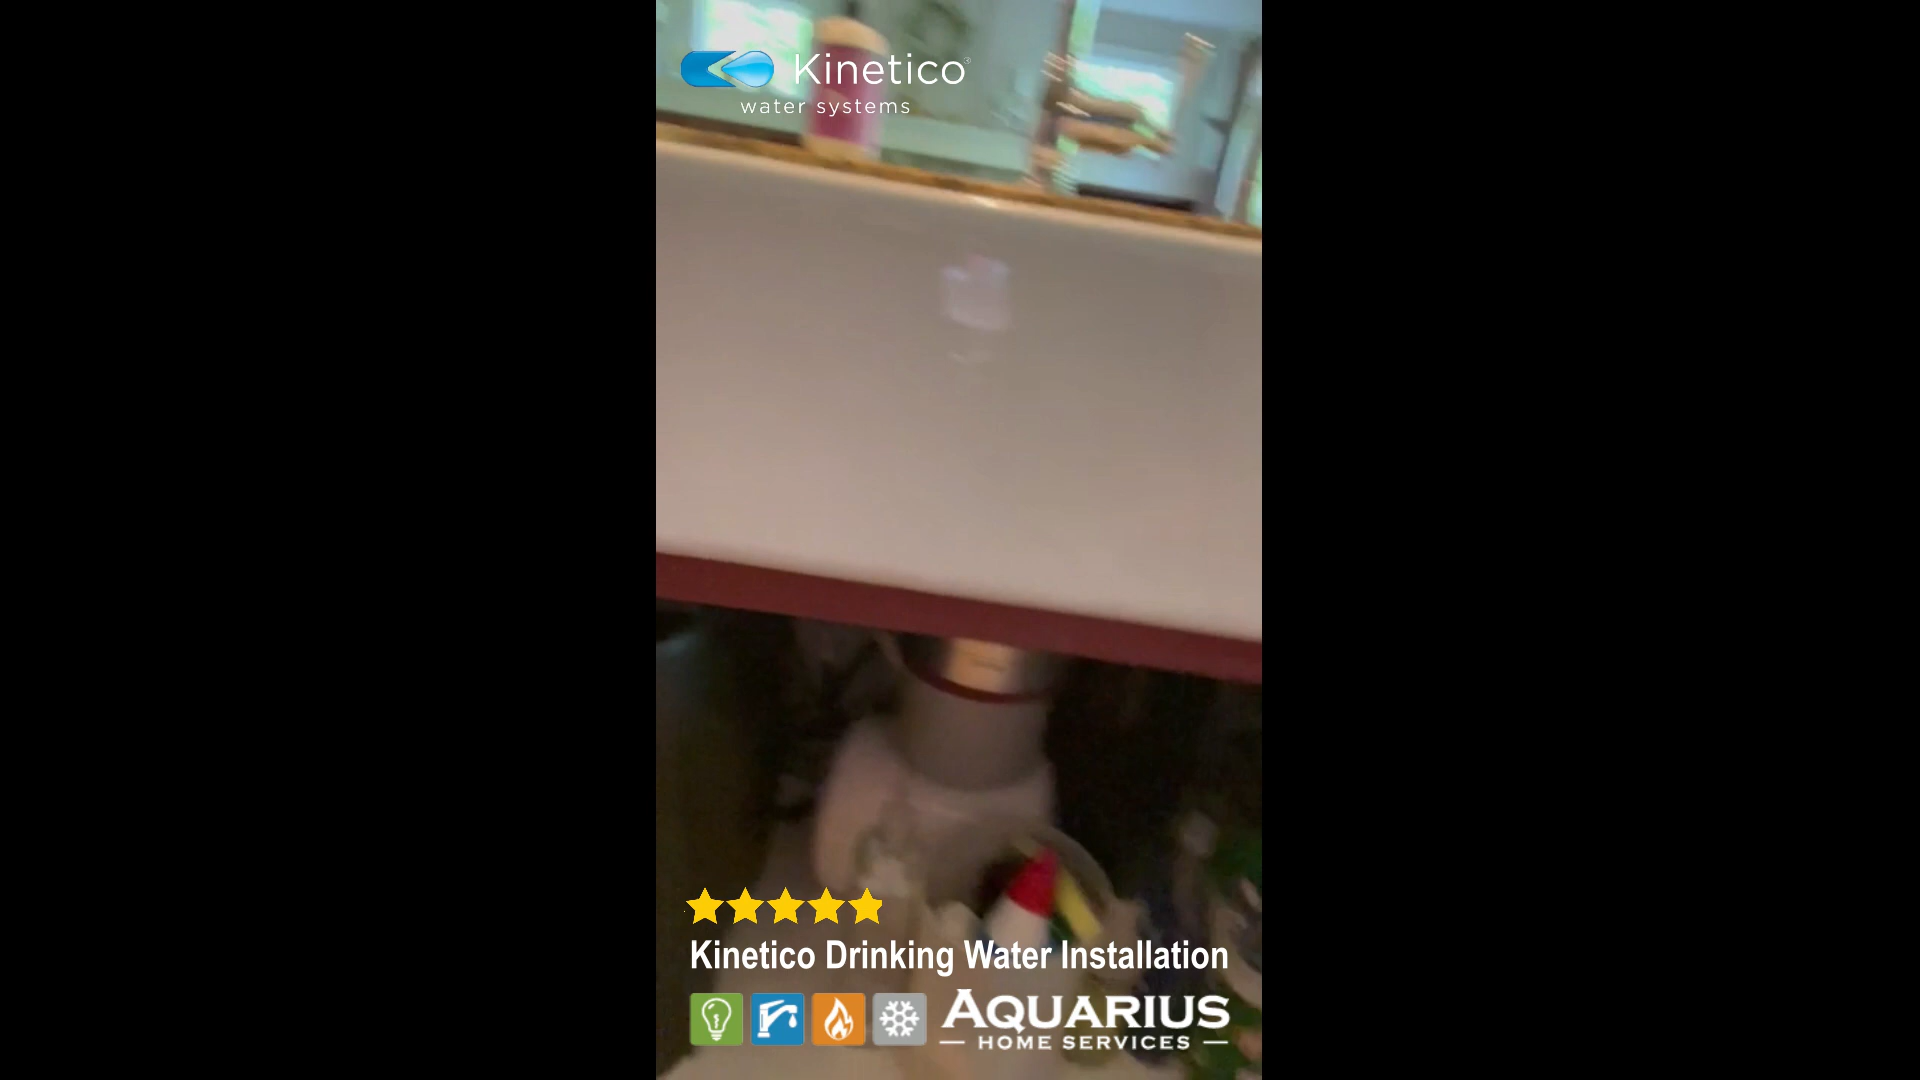 Kinetico®
water systems
Kinetico Drinking Water Installation
AQUARIUS
HOME SERVICES